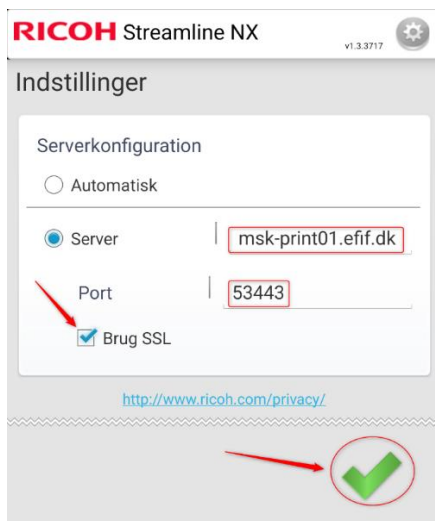 RICOH Streamline NX
v1.3.3717
Indstillinger
Serverkonfiguration
Automatisk
Server msk-print01.efif.dk
Port 53443
Brug SSL
http://www.ricoh.com/privacy/